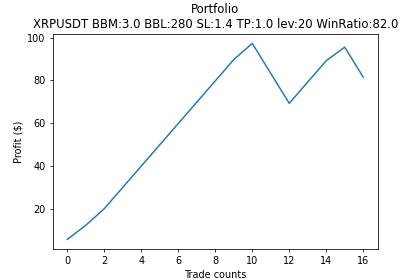 Portfolio
XRPUSDT BBM:3.0 BBL:280 SL:1.4 TP:1.0 lev:20 WinRatio:82.0
100
80
60
40
20
Profit ($)
0 2 4 6 8 10 12 14 16
Trade counts